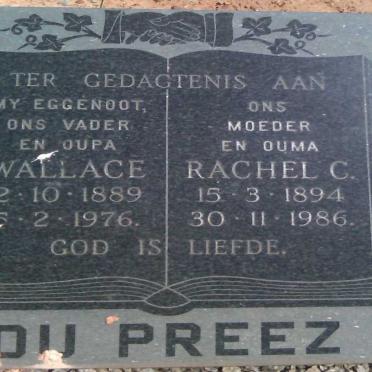 TER GEDAGTENIS AAN
MY EGGENOOT,
ONS VADER
EN OUPA
WALLACE
2 · 10 · 1889
· 2 · 1976.
ONS
MOEDER
EN OUMA
RACHEL C.
15 · 3 · 1894
30 · 11 · 1986.
GOD IS LIEFDE.
DU PREEZ